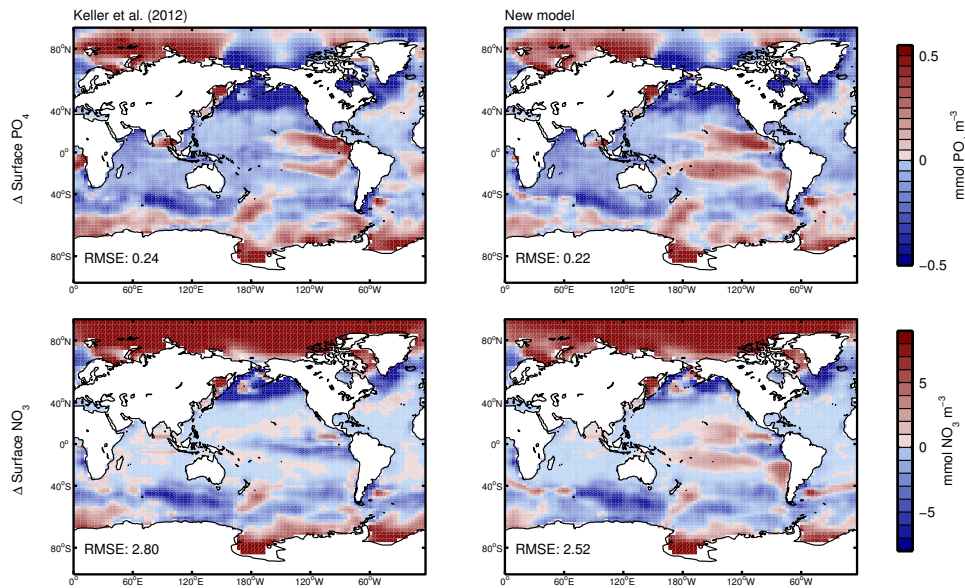 Keller et al. (2012)
New model
80°N
40°N
0°
40°S
80°S
Δ Surface PO4
RMSE: 0.24
0° 60°E 120°E 180°W 120°W 60°W
80°N
40°N
0°
40°S
80°S
RMSE: 0.22
0° 60°E 120°E 180°W 120°W 60°W
0.5
0
−0.5
mmol PO4 m−3
80°N
40°N
0°
40°S
80°S
Δ Surface NO3
RMSE: 2.80
0° 60°E 120°E 180°W 120°W 60°W
80°N
40°N
0°
40°S
80°S
RMSE: 2.52
0° 60°E 120°E 180°W 120°W 60°W
5
0
−5
mmol NO3 m−3